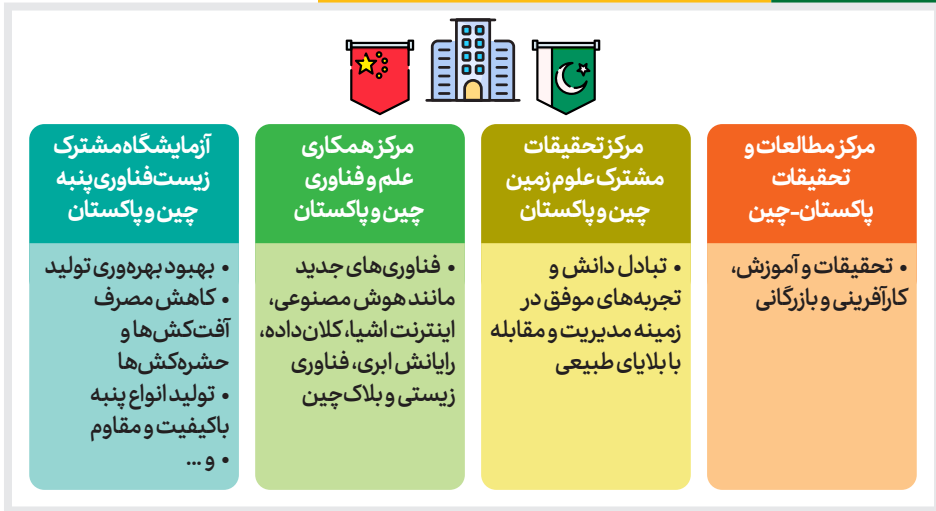 مرکز مطالعات و
تحقیقات
پاکستان-چین
• تحقیقات و آموزش،
کارآفرینی و بازرگانی
مرکز تحقیقات
مشترک علوم زمین
چین و پاکستان
• تبادل دانش و
تجربه‌های موفق در
زمینه مدیریت و مقابله
با بلایای طبیعی
مرکز همکاری
علم و فناوری
چین و پاکستان
• فناوری‌های جدید
مانند هوش مصنوعی،
اینترنت اشیا، کلان‌داده،
رایانش ابری، فناوری
زیستی و بلاک‌چین
آزمایشگاه مشترک
زیست‌فناوری پنبه
چین و پاکستان
• بهبود بهره‌وری تولید
• کاهش مصرف
آفت‌کش‌ها و
حشره‌کش‌ها
• تولید انواع پنبه
باکیفیت و مقاوم
• و ...